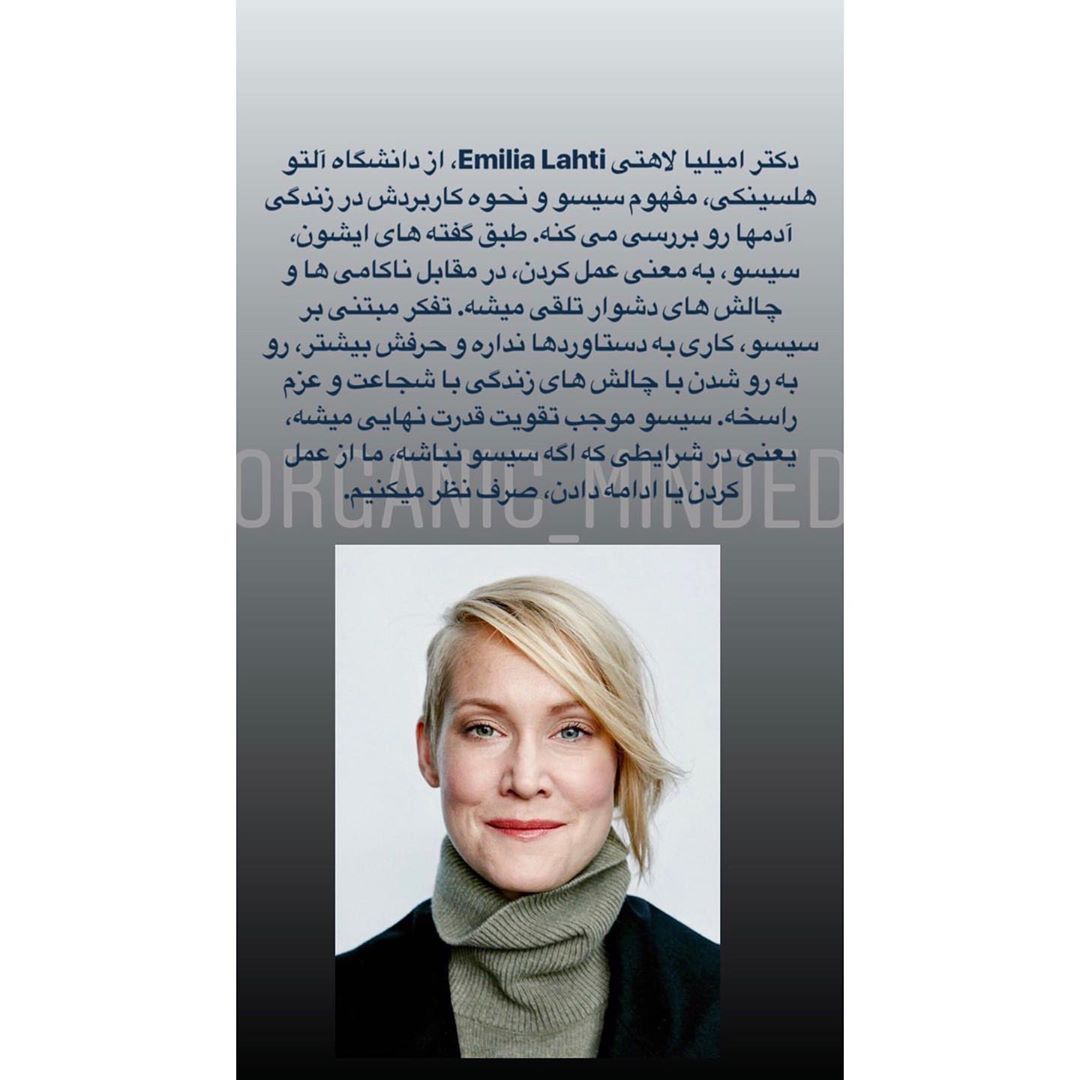 دکتر امیلیا لاهتی Emilia Lahti، از دانشگاه آلتو
هلسینکی، مفهوم سیسو و نحوه کاربردش در زندگی
آدمها رو بررسی می کنه. طبق گفته های ایشون،
سیسو، به معنی عمل کردن، در مقابل ناکامی ها و
چالش های دشوار تلقی میشه. تفکر مبتنی بر
سیسو، کاری به دستاوردها نداره و حرفش بیشتر، رو
به رو شدن با چالش های زندگی با شجاعت و عزم
راسخه. سیسو موجب تقویت قدرت نهایی میشه،
یعنی در شرایطی که اگه سیسو نباشه، ما از عمل
کردن یا ادامه دادن، صرف نظر میکنیم.
ORGANIC_MINDED